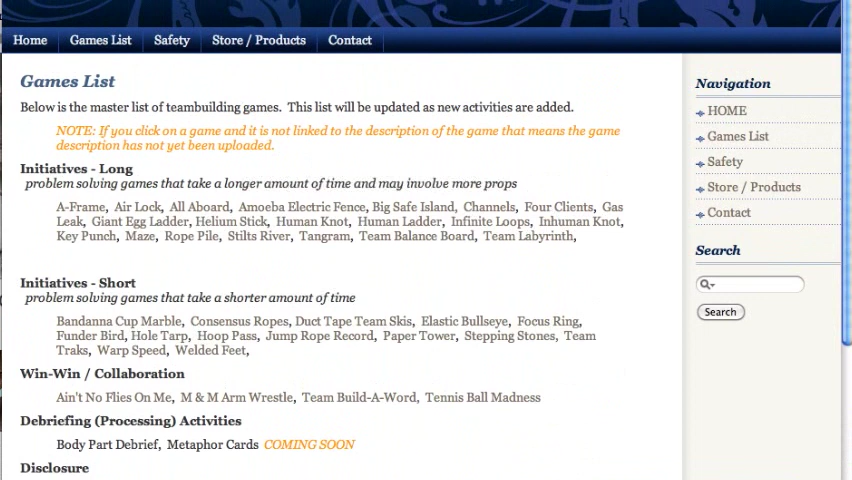 Home Games List Safety Store / Products Contact
Games List
Below is the master list of teambuilding games. This list will be updated as new activities are added.
NOTE: If you click on a game and it is not linked to the description of the game that means the game
description has not yet been uploaded.
Initiatives - Long
problem solving games that take a longer amount of time and may involve more props
A-Frame, Air Lock, All Aboard, Amoeba Electric Fence, Big Safe Island, Channels, Four Clients, Gas
Leak, Giant Egg Ladder, Helium Stick, Human Knot, Human Ladder, Infinite Loops, Inhuman Knot,
Key Punch, Maze, Rope Pile, Stilts River, Tangram, Team Balance Board, Team Labyrinth,
Initiatives - Short
problem solving games that take a shorter amount of time
Bandanna Cup Marble, Consensus Ropes, Duct Tape Team Skis, Elastic Bullseye, Focus Ring,
Funder Bird, Hole Tarp, Hoop Pass, Jump Rope Record, Paper Tower, Stepping Stones, Team
Traks, Warp Speed, Welded Feet,
Win-Win / Collaboration
Ain't No Flies On Me, M & M Arm Wrestle, Team Build-A-Word, Tennis Ball Madness
Debriefing (Processing) Activities
Body Part Debrief, Metaphor Cards COMING SOON
Disclosure
Navigation
HOME
Games List
Safety
Store / Products
Contact
Search
Search